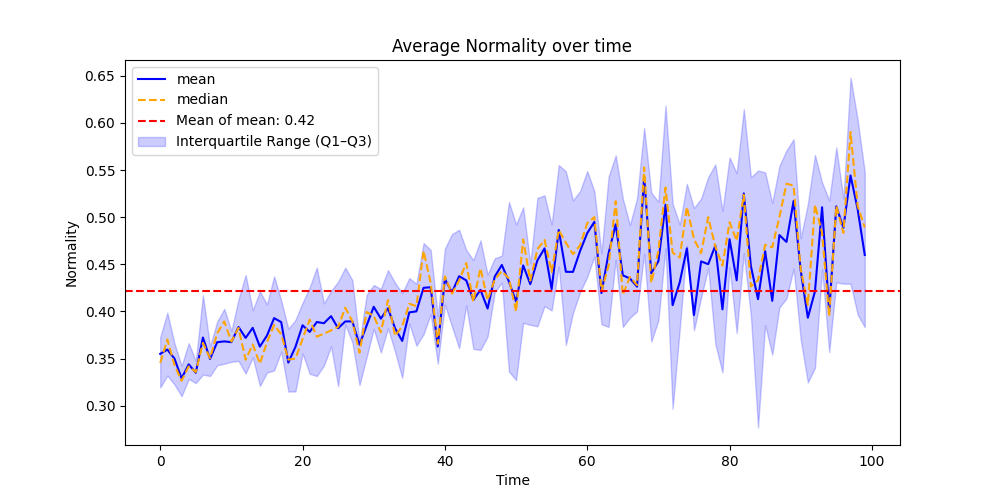 Average Normality over time
mean
median
Mean of mean: 0.42
Interquartile Range (Q1–Q3)
Normality
0.65
0.60
0.55
0.50
0.45
0.40
0.35
0.30
0
20
40
60
80
100
Time